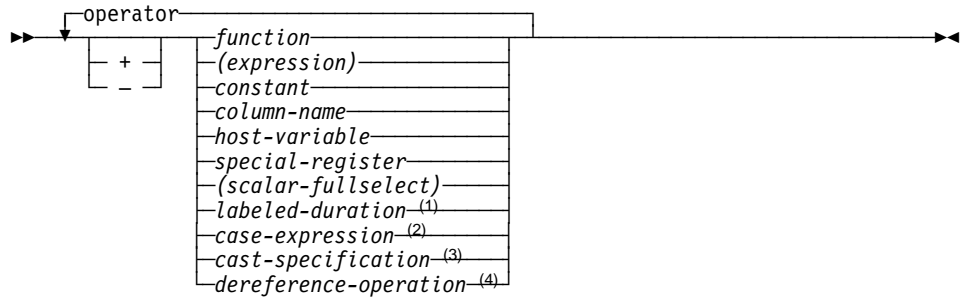 operator
function
+
(expression)
–
constant
column-name
host-variable
special-register
(scalar-fullselect)
labeled-duration (1)
case-expression (2)
cast-specification (3)
dereference-operation (4)